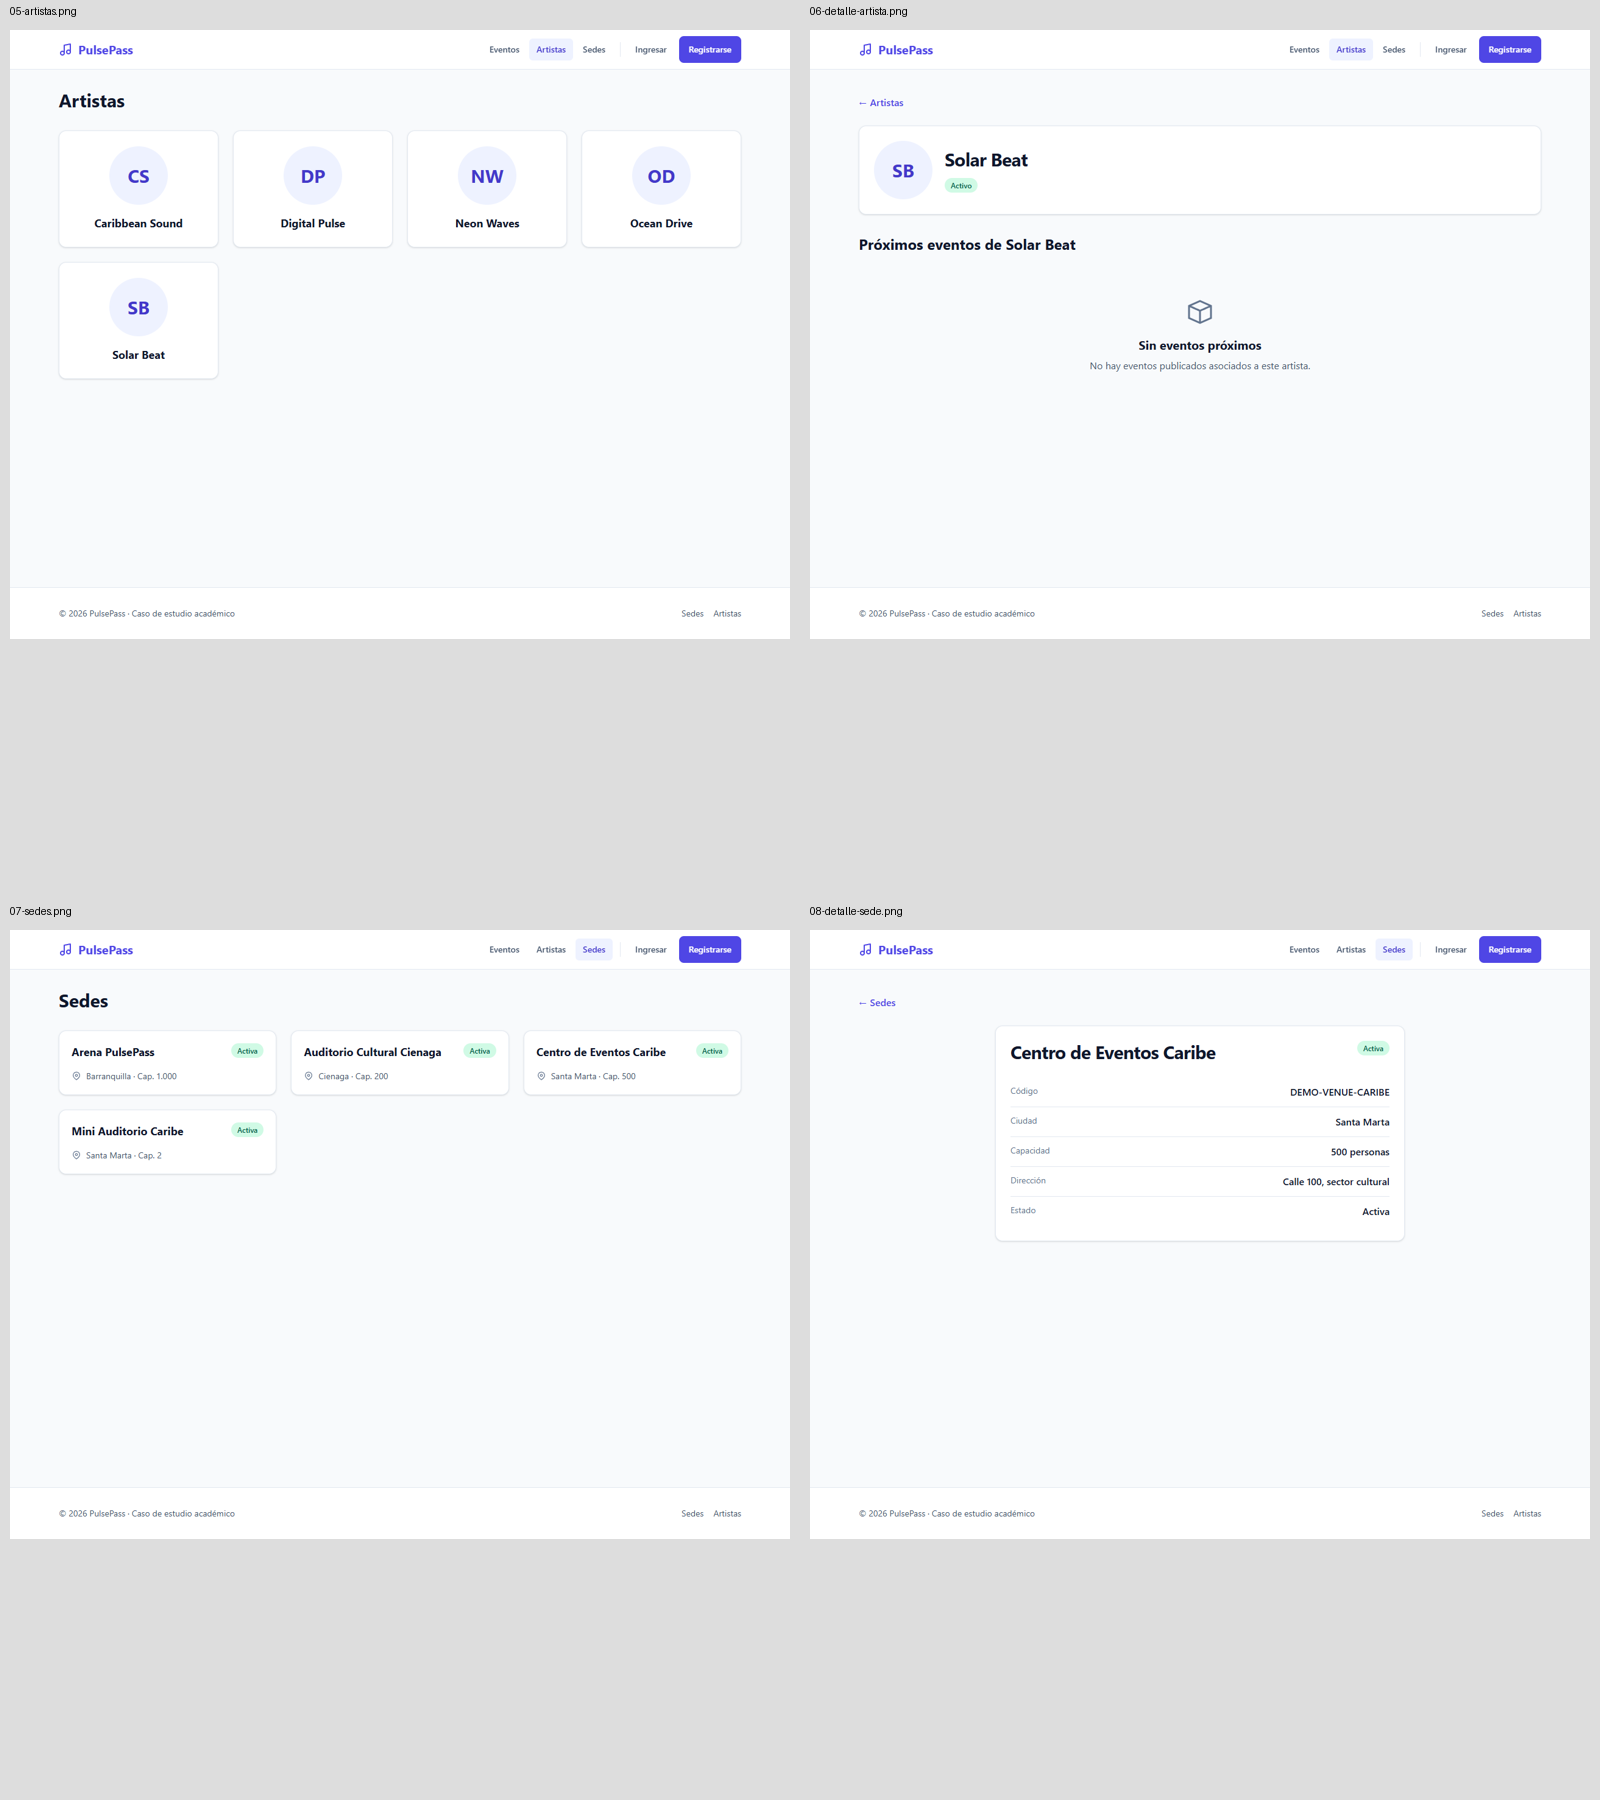 05-artistas.png
PulsePass
Eventos Artistas Sedes Ingresar Registrarse
Artistas
CS DP NW OD
Caribbean Sound Digital Pulse Neon Waves Ocean Drive
SB
Solar Beat
© 2026 PulsePass · Caso de estudio académico
Sedes Artistas
06-detalle-artista.png
PulsePass
Eventos Artistas Sedes Ingresar Registrarse
← Artistas
SB
Solar Beat
Activo
Próximos eventos de Solar Beat
Sin eventos próximos
No hay eventos publicados asociados a este artista.
© 2026 PulsePass · Caso de estudio académico
Sedes Artistas
07-sedes.png
PulsePass
Eventos Artistas Sedes Ingresar Registrarse
Sedes
Arena PulsePass Activa
Barranquilla · Cap. 1.000
Auditorio Cultural Cienaga Activa
Cienaga · Cap. 200
Centro de Eventos Caribe Activa
Santa Marta · Cap. 500
Mini Auditorio Caribe Activa
Santa Marta · Cap. 2
© 2026 PulsePass · Caso de estudio académico
Sedes Artistas
08-detalle-sede.png
PulsePass
Eventos Artistas Sedes Ingresar Registrarse
← Sedes
Centro de Eventos Caribe Activa
Código DEMO-VENUE-CARIBE
Ciudad Santa Marta
Capacidad 500 personas
Dirección Calle 100, sector cultural
Estado Activa
© 2026 PulsePass · Caso de estudio académico
Sedes Artistas